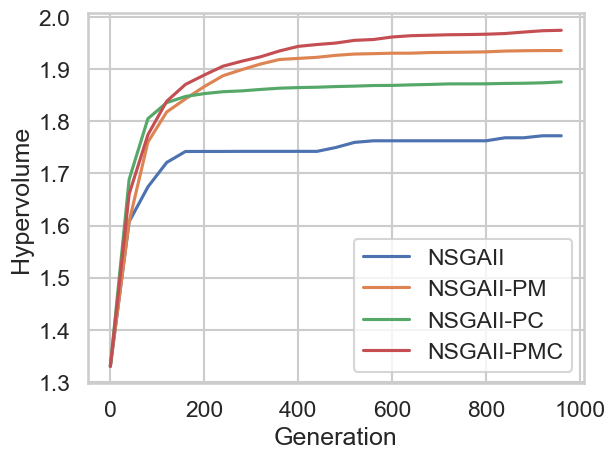 2.0
1.9
1.8
1.7
1.6
1.5
1.4
1.3
Hypervolume
0 200 400 600 800 1000
Generation
NSGAII
NSGAII-PM
NSGAII-PC
NSGAII-PMC